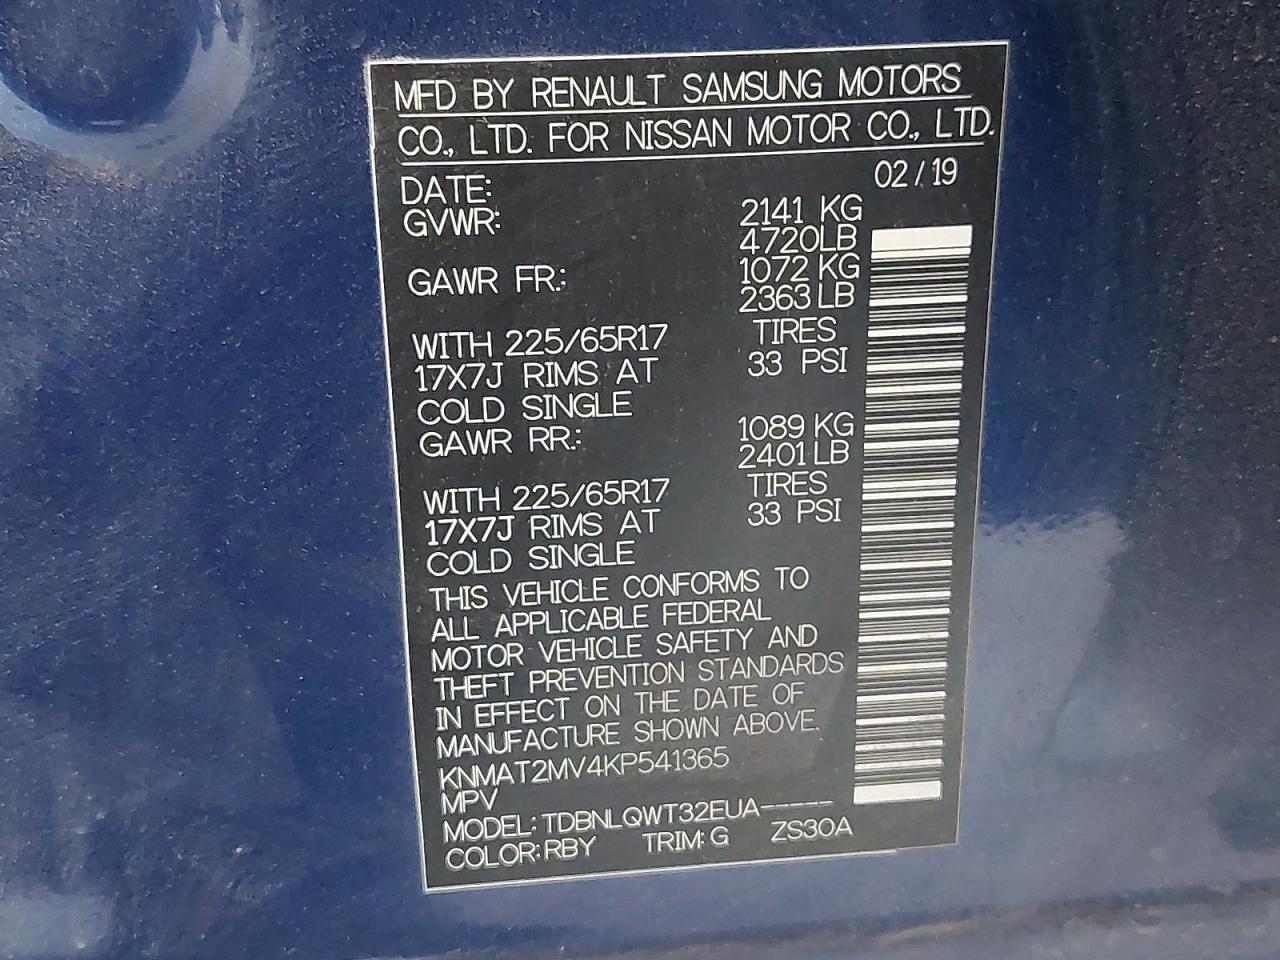 MFD BY RENAULT SAMSUNG MOTORS
CO., LTD. FOR NISSAN MOTOR CO., LTD.
DATE: 02/19
GVWR: 2141 KG
4720LB
GAWR FR.: 1072 KG
2363 LB
WITH 225/65R17 TIRES
17X7J RIMS AT 33 PSI
COLD SINGLE
GAWR RR.: 1089 KG
2401 LB
WITH 225/65R17 TIRES
17X7J RIMS AT 33 PSI
COLD SINGLE
THIS VEHICLE CONFORMS TO
ALL APPLICABLE FEDERAL
MOTOR VEHICLE SAFETY AND
THEFT PREVENTION STANDARDS
IN EFFECT ON THE DATE OF
MANUFACTURE SHOWN ABOVE.
KNMAT2MV4KP541365
MPV
MODEL: TDBNLQWT32EUA-----
COLOR: RBY TRIM: G ZS30A